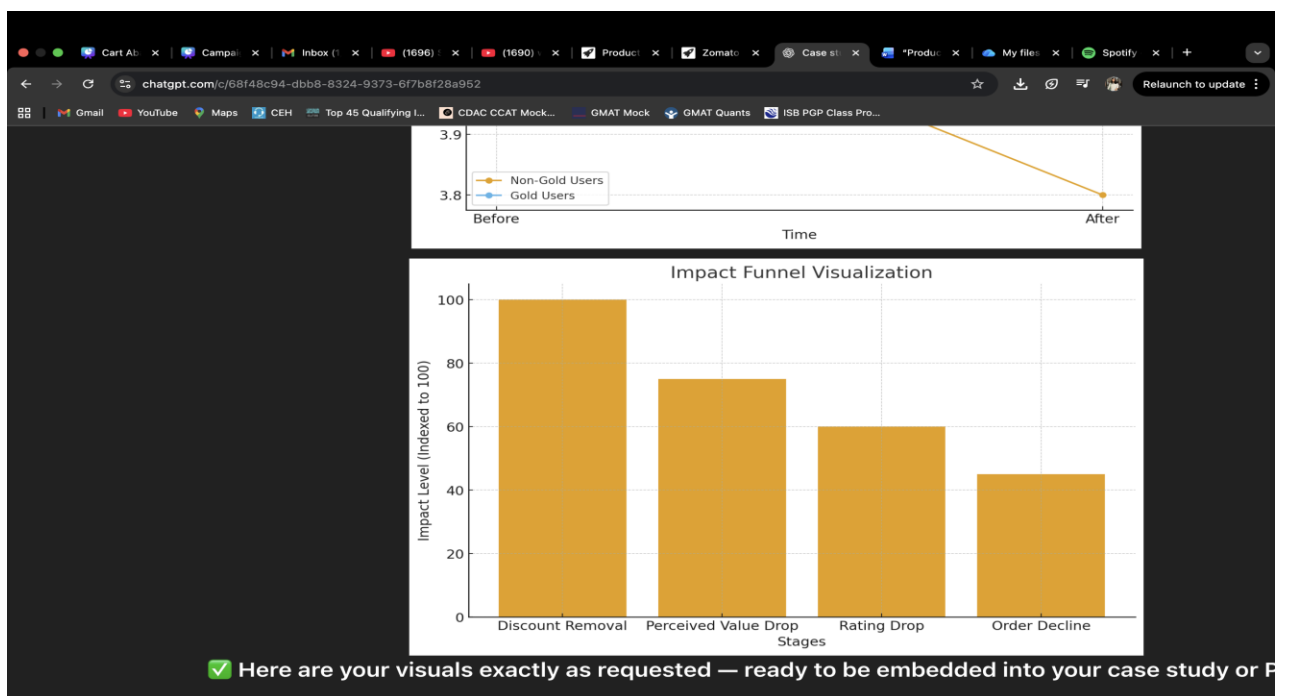 Cart Ab
Campai
Inbox (1
(1696)
(1690)
Product
Zomato
Case st
"Produc
My files
Spotify
chatgpt.com/c/68f48c94-dbb8-8324-9373-6f7b8f28a952
Relaunch to update
Gmail
YouTube
Maps
CEH
Top 45 Qualifying I...
CDAC CCAT Mock...
GMAT Mock
GMAT Quants
ISB PGP Class Pro...
3.9
Non-Gold Users
Gold Users
3.8
Before
After
Time
Impact Funnel Visualization
Impact Level (Indexed to 100)
100
80
60
40
20
0
Discount Removal
Perceived Value Drop
Rating Drop
Order Decline
Stages
✅ Here are your visuals exactly as requested — ready to be embedded into your case study or P